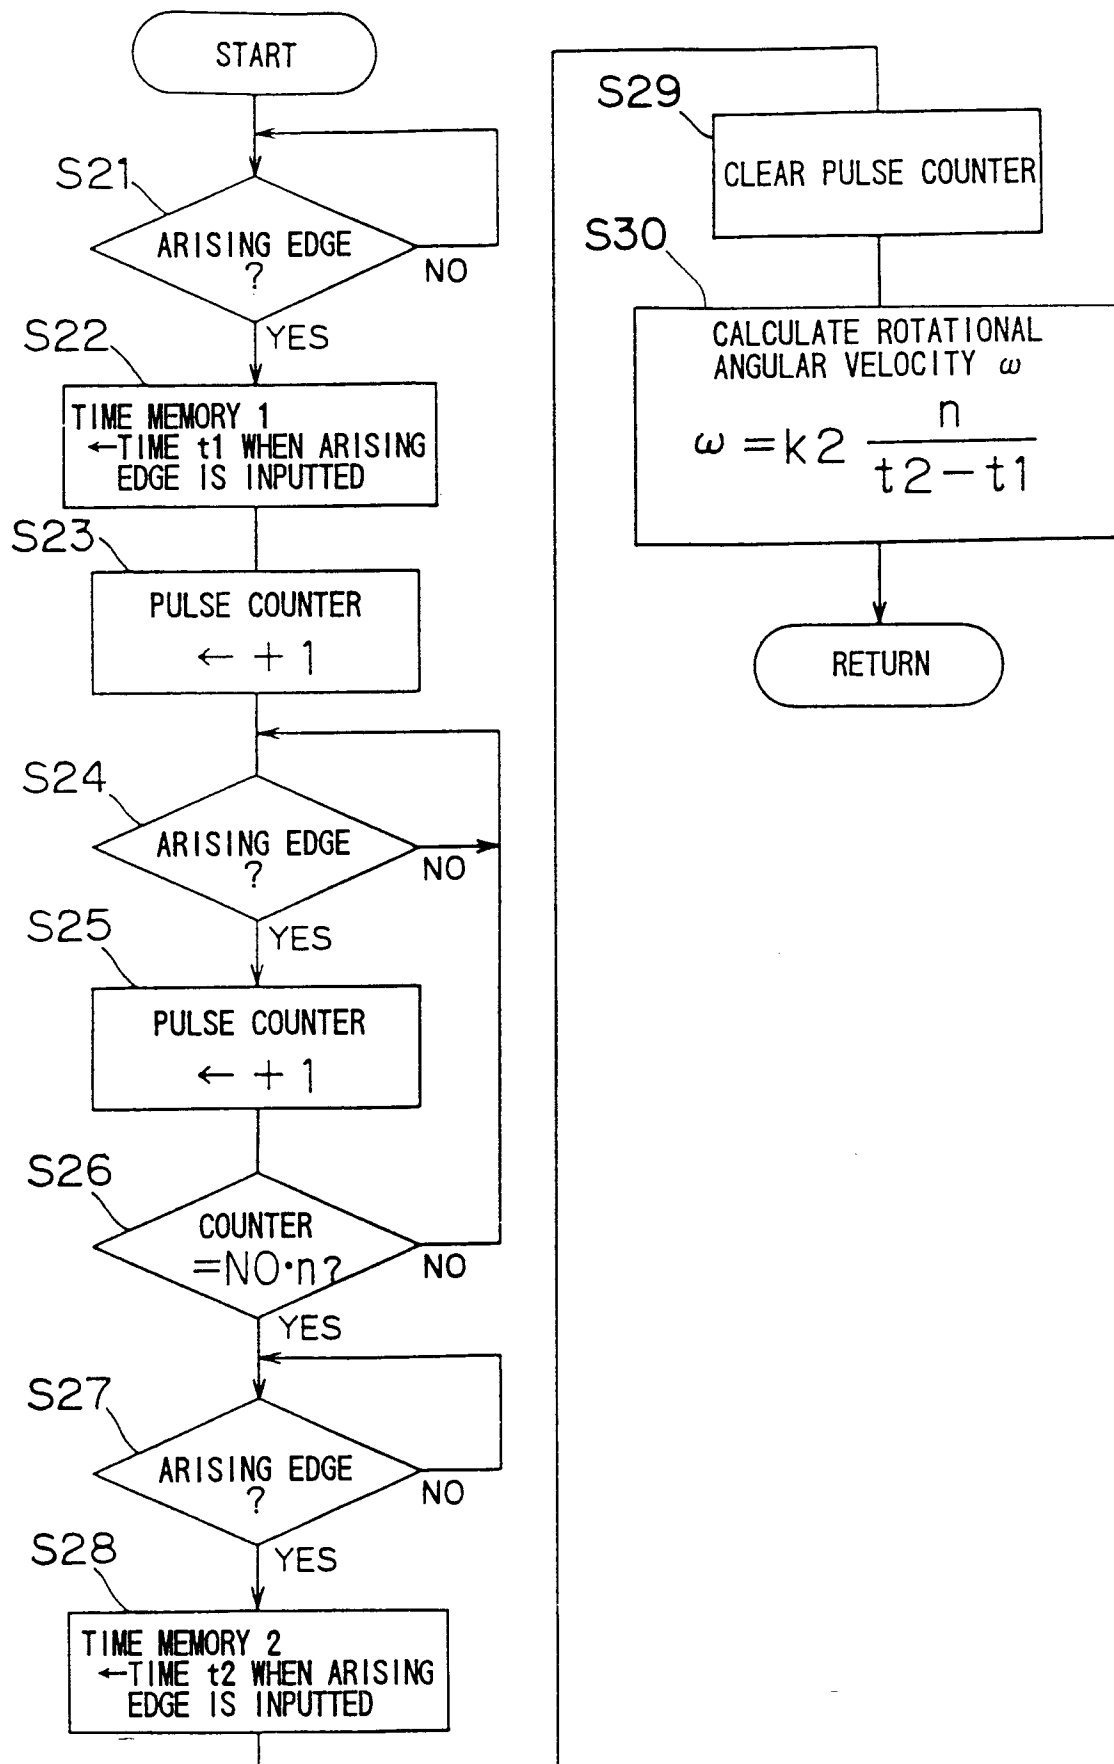 START
S21
ARISING EDGE
?
NO
YES
S22
TIME MEMORY 1
←TIME t1 WHEN ARISING
EDGE IS INPUTTED
S23
PULSE COUNTER
← + 1
S24
ARISING EDGE
?
NO
YES
S25
PULSE COUNTER
← + 1
S26
COUNTER
=NO·n?
NO
YES
S27
ARISING EDGE
?
NO
YES
S28
TIME MEMORY 2
←TIME t2 WHEN ARISING
EDGE IS INPUTTED
S29
CLEAR PULSE COUNTER
S30
CALCULATE ROTATIONAL
ANGULAR VELOCITY ω
ω = k2 n / (t2 − t1)
RETURN